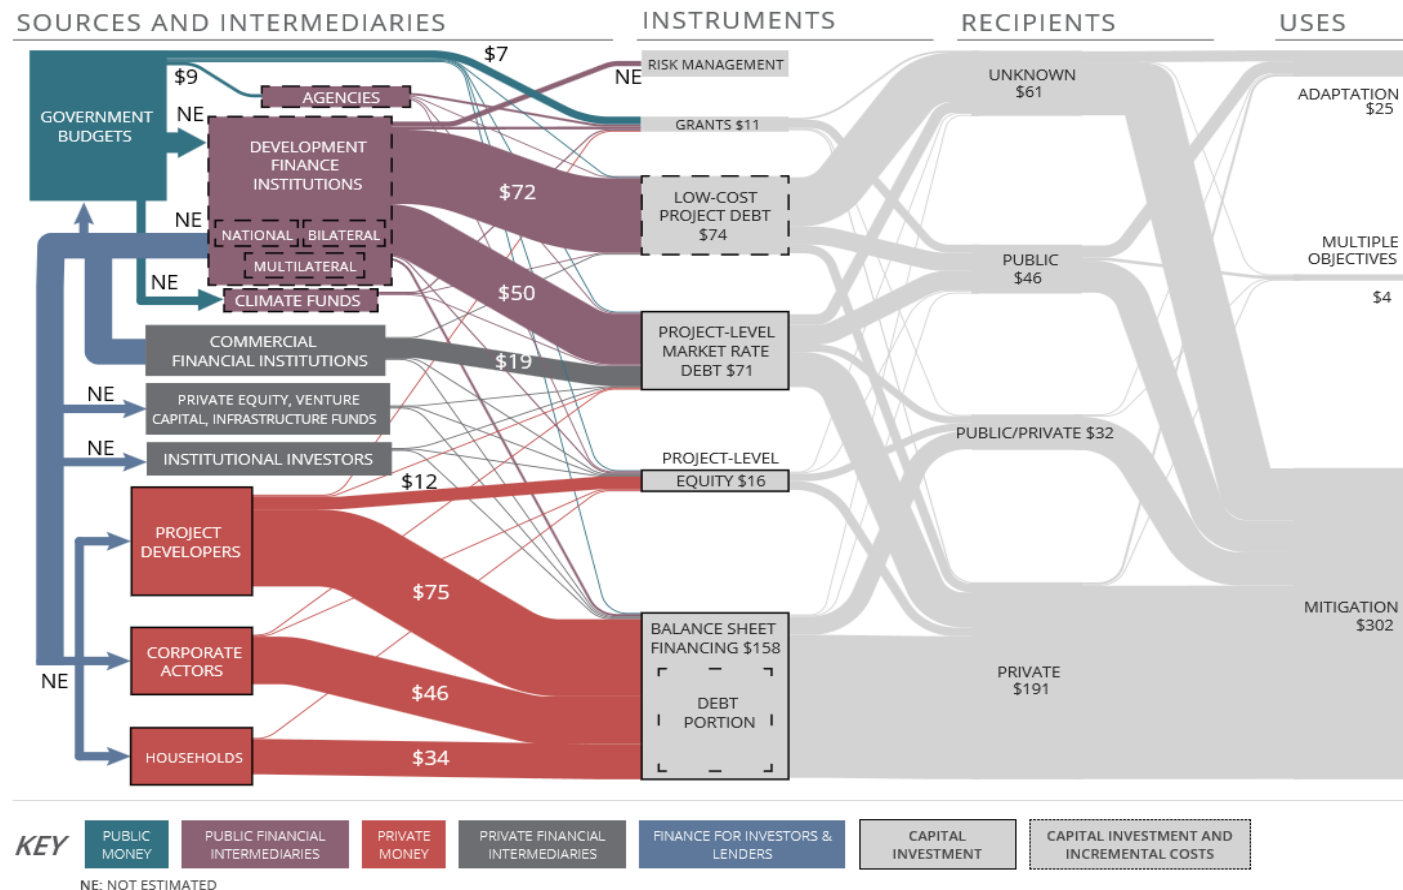 SOURCES AND INTERMEDIARIES
INSTRUMENTS
RECIPIENTS
USES
GOVERNMENT
BUDGETS
$9
$7
NE
AGENCIES
DEVELOPMENT
FINANCE
INSTITUTIONS
NE
NATIONAL
BILATERAL
MULTILATERAL
NE
CLIMATE FUNDS
COMMERCIAL
FINANCIAL INSTITUTIONS
NE
PRIVATE EQUITY, VENTURE
CAPITAL, INFRASTRUCTURE FUNDS
NE
INSTITUTIONAL INVESTORS
PROJECT
DEVELOPERS
CORPORATE
ACTORS
NE
HOUSEHOLDS
$72
$50
$19
$12
$75
$46
$34
NE
RISK MANAGEMENT
GRANTS $11
LOW-COST
PROJECT DEBT
$74
PROJECT-LEVEL
MARKET RATE
DEBT $71
PROJECT-LEVEL
EQUITY $16
BALANCE SHEET
FINANCING $158
DEBT
PORTION
UNKNOWN
$61
PUBLIC
$46
PUBLIC/PRIVATE $32
PRIVATE
$191
ADAPTATION
$25
MULTIPLE
OBJECTIVES
$4
MITIGATION
$302
KEY
PUBLIC
MONEY
PUBLIC FINANCIAL
INTERMEDIARIES
PRIVATE
MONEY
PRIVATE FINANCIAL
INTERMEDIARIES
FINANCE FOR INVESTORS &
LENDERS
CAPITAL
INVESTMENT
CAPITAL INVESTMENT AND
INCREMENTAL COSTS
NE: NOT ESTIMATED